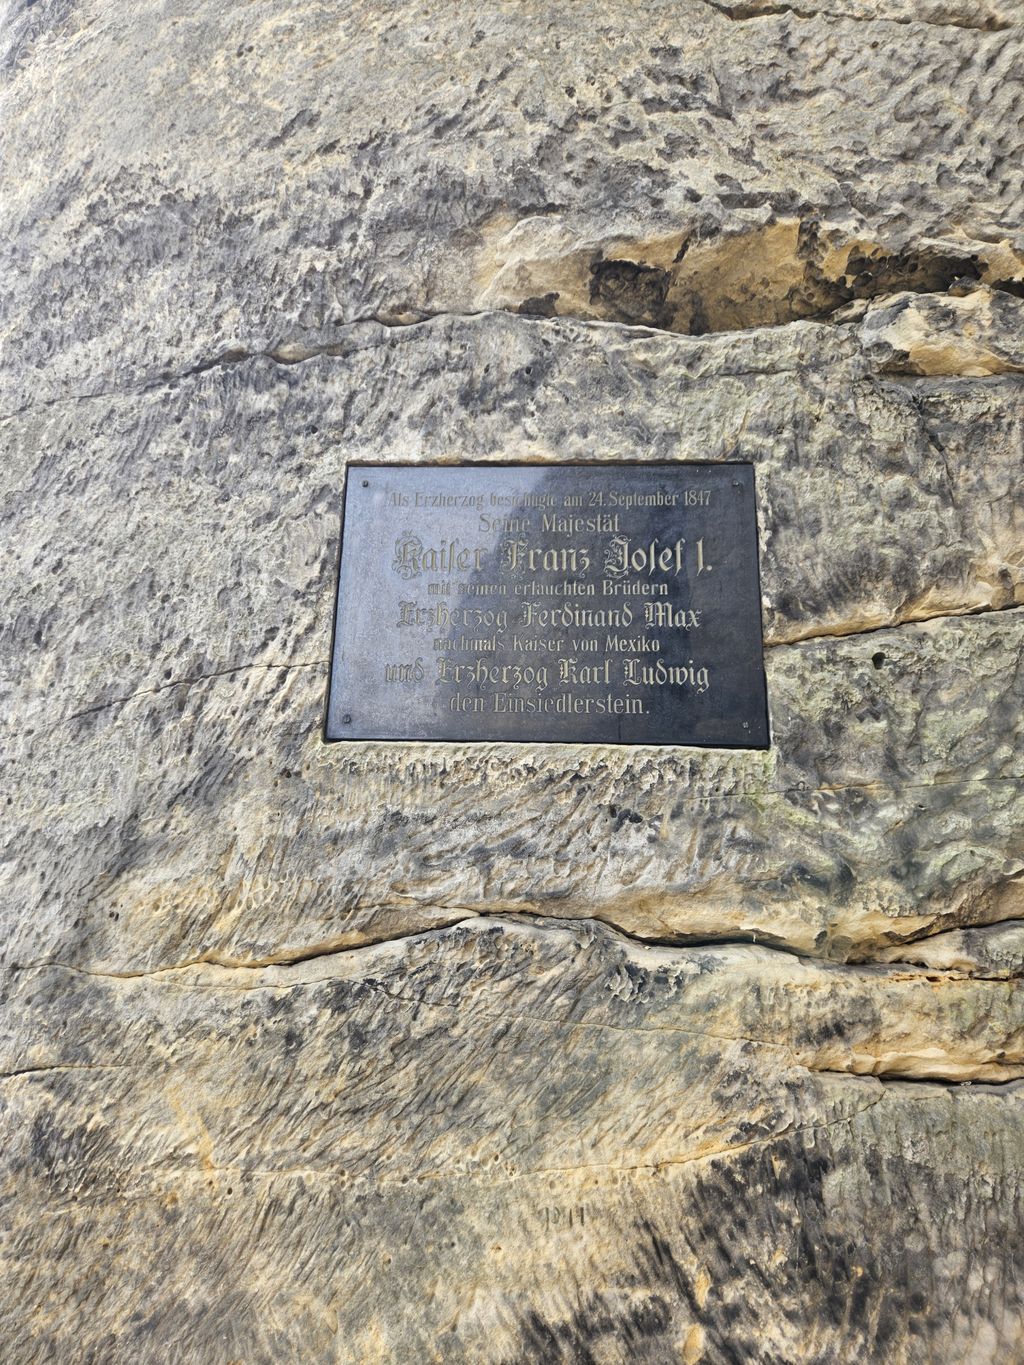 Als Erzherzog besichtigte am 24. September 1847
Seine Majestät
Kaiser Franz Josef I.
mit seinen erlauchten Brüdern
Erzherzog Ferdinand Max
nachmals Kaiser von Mexiko
und Erzherzog Karl Ludwig
den Einsiedlerstein.